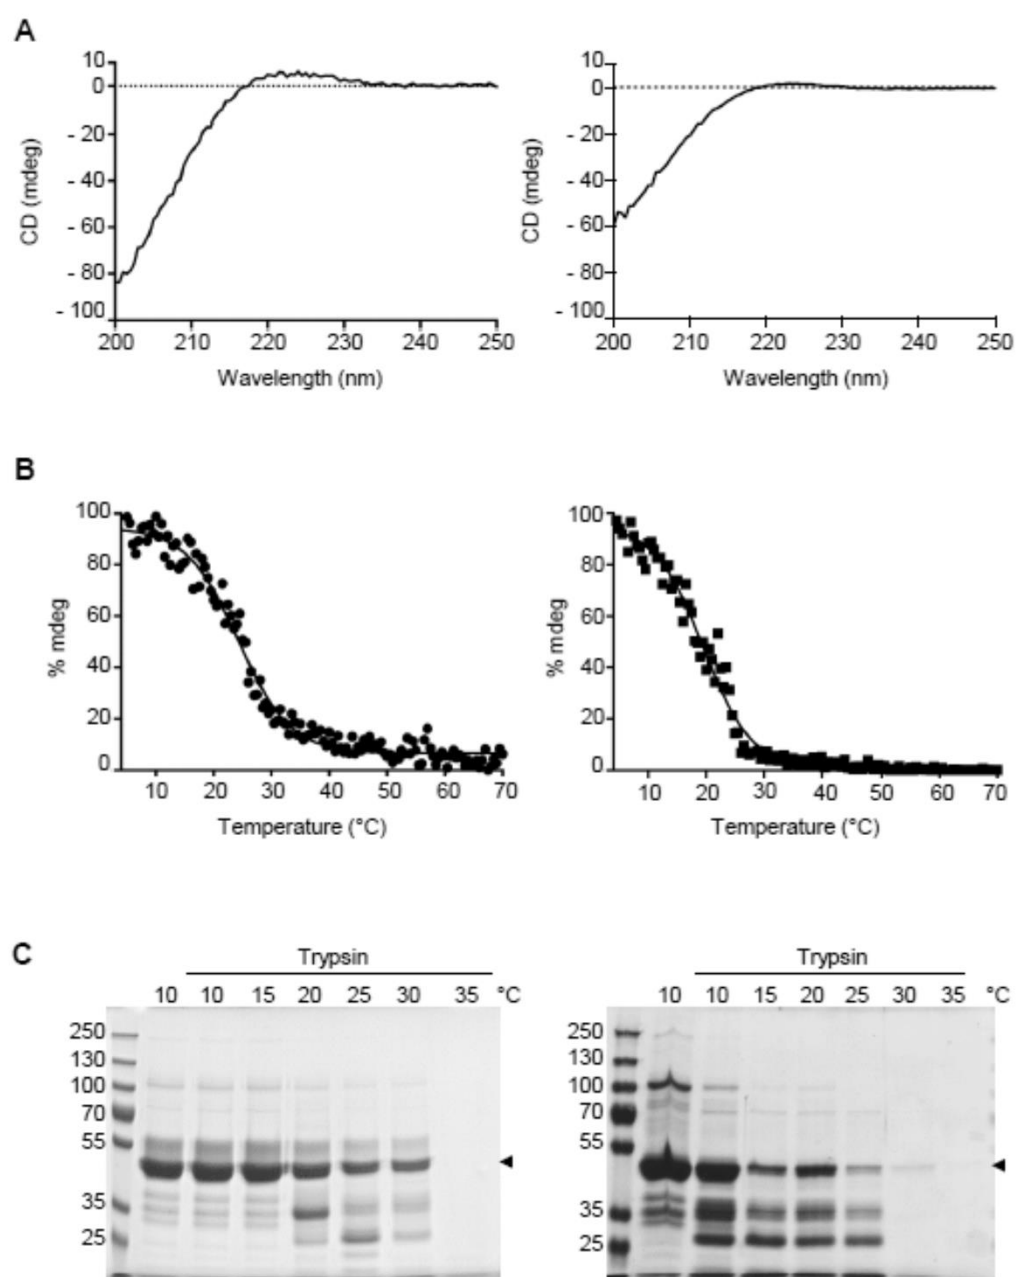 A
10
0
- 20
- 40
- 60
- 80
- 100
CD (mdeg)
200 210 220 230 240 250
Wavelength (nm)
10
0
- 20
- 40
- 60
- 80
- 100
CD (mdeg)
200 210 220 230 240 250
Wavelength (nm)
B
100
80
60
40
20
0
% mdeg
10 20 30 40 50 60 70
Temperature (°C)
100
80
60
40
20
0
% mdeg
10 20 30 40 50 60 70
Temperature (°C)
C
Trypsin
10 10 15 20 25 30 35 °C
250
130
100
70
55
35
25
Trypsin
10 10 15 20 25 30 35 °C
250
130
100
70
55
35
25